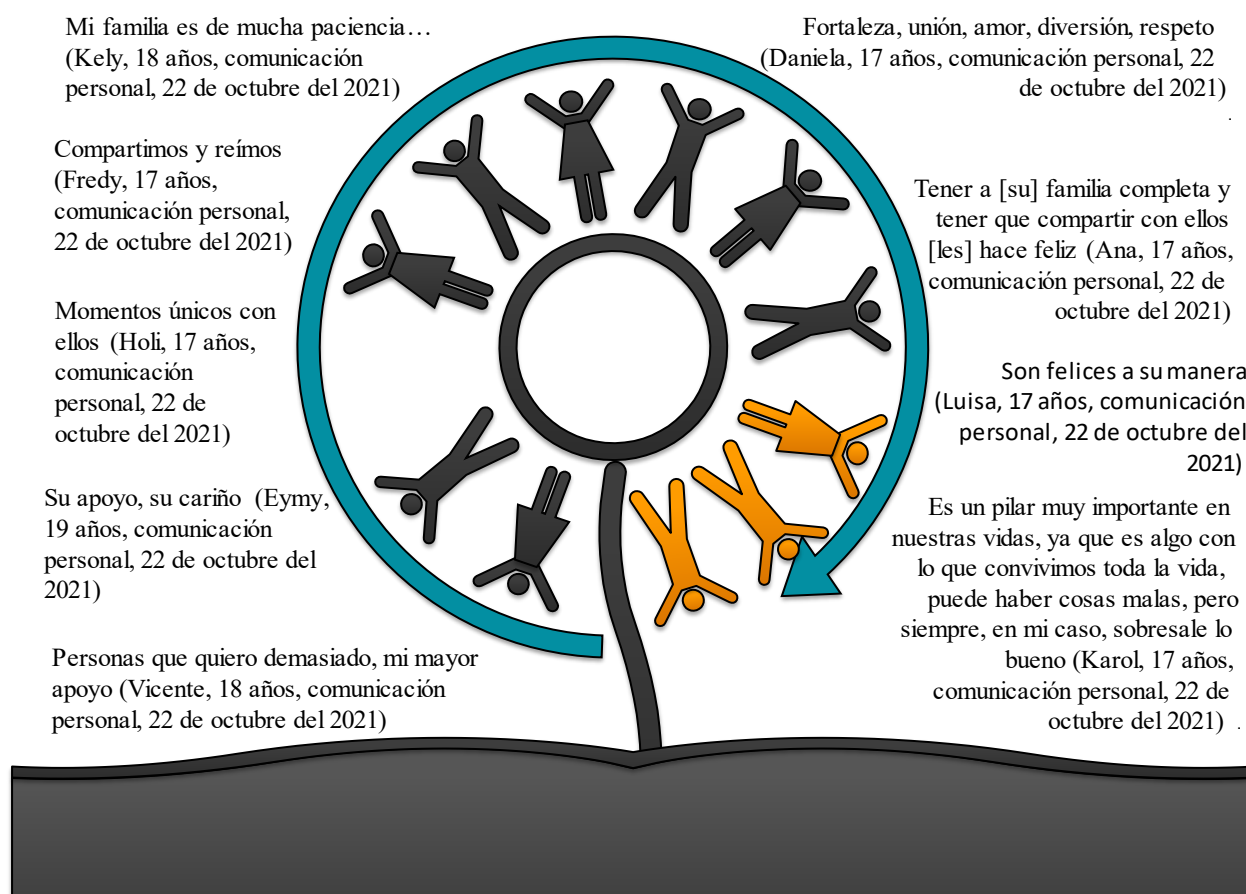 Mi familia es de mucha paciencia…
(Kely, 18 años, comunicación
personal, 22 de octubre del 2021)
Compartimos y reímos
(Fredy, 17 años,
comunicación personal,
22 de octubre del 2021)
Momentos únicos con
ellos (Holi, 17 años,
comunicación
personal, 22 de
octubre del 2021)
Su apoyo, su cariño (Eymy,
19 años, comunicación
personal, 22 de octubre del
2021)
Personas que quiero demasiado, mi mayor
apoyo (Vicente, 18 años, comunicación
personal, 22 de octubre del 2021)
Fortaleza, unión, amor, diversión, respeto
(Daniela, 17 años, comunicación personal, 22
de octubre del 2021)
.
Tener a [su] familia completa y
tener que compartir con ellos
[les] hace feliz (Ana, 17 años,
comunicación personal, 22 de
octubre del 2021)
Son felices a su manera
(Luisa, 17 años, comunicación
personal, 22 de octubre del
2021)
Es un pilar muy importante en
nuestras vidas, ya que es algo con
lo que convivimos toda la vida,
puede haber cosas malas, pero
siempre, en mi caso, sobresale lo
bueno (Karol, 17 años,
comunicación personal, 22 de
octubre del 2021) .